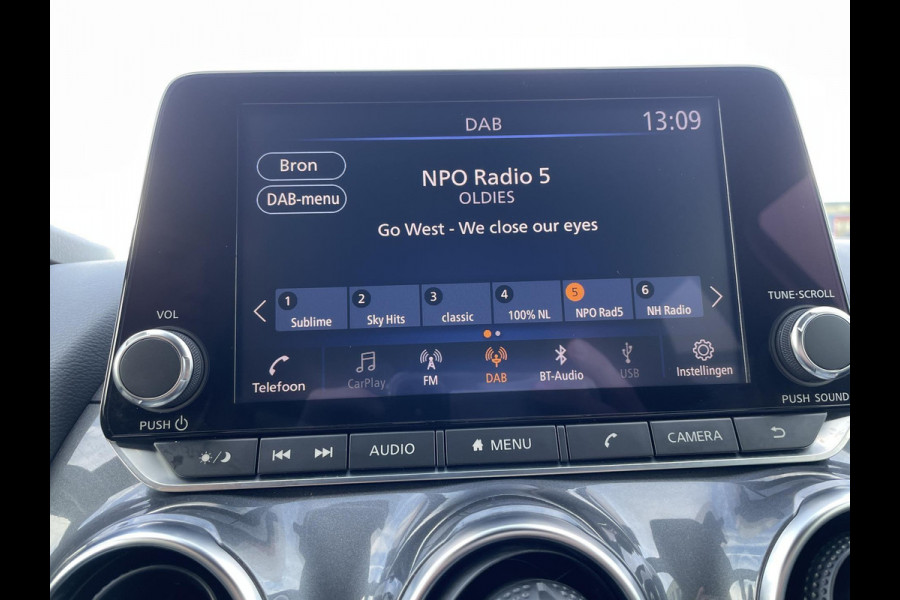 DAB 13:09
Bron
DAB-menu
NPO Radio 5
OLDIES
Go West - We close our eyes
1 2 3 4 5 6
Sublime Sky Hits classic 100% NL NPO Rad5 NH Radio
Telefoon CarPlay FM DAB BT-Audio USB Instellingen
VOL
PUSH
TUNE·SCROLL
PUSH SOUND
AUDIO MENU CAMERA